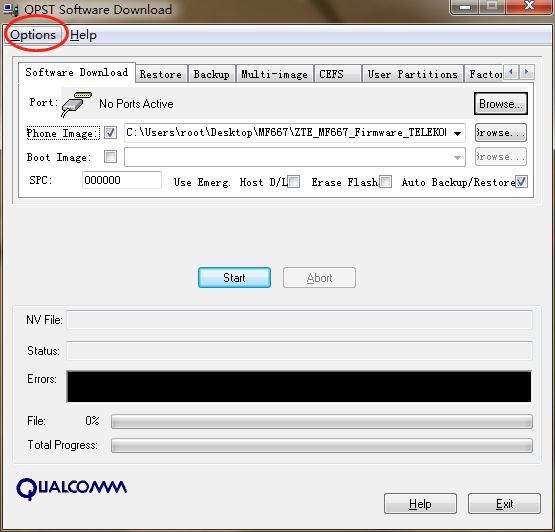 QPST Software Download
Options Help
Software Download Restore Backup Multi-image CEFS User Partitions Factor
Port: No Ports Active Browse...
Phone Image: C:\Users\root\Desktop\MF667\ZTE_MF667_Firmware_TELEKO Browse...
Boot Image: Browse...
SPC: 000000 Use Emerg. Host D/L Erase Flash Auto Backup/Restore
Start Abort
NV File:
Status:
Errors:
File: 0%
Total Progress:
QUALCOMM
Help Exit